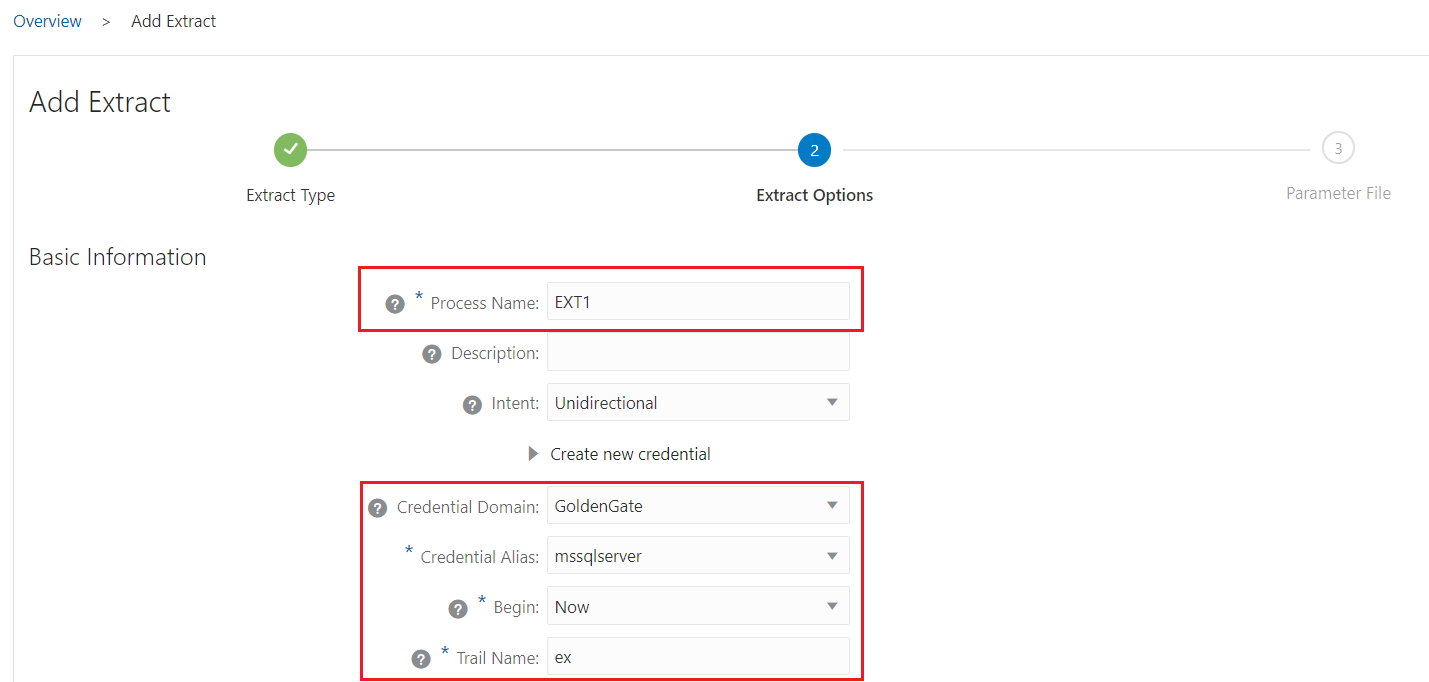 Overview > Add Extract
Add Extract
2
3
Extract Type
Extract Options
Parameter File
Basic Information
? * Process Name: EXT1
? Description:
? Intent: Unidirectional
Create new credential
? Credential Domain: GoldenGate
* Credential Alias: mssqlserver
? * Begin: Now
? * Trail Name: ex